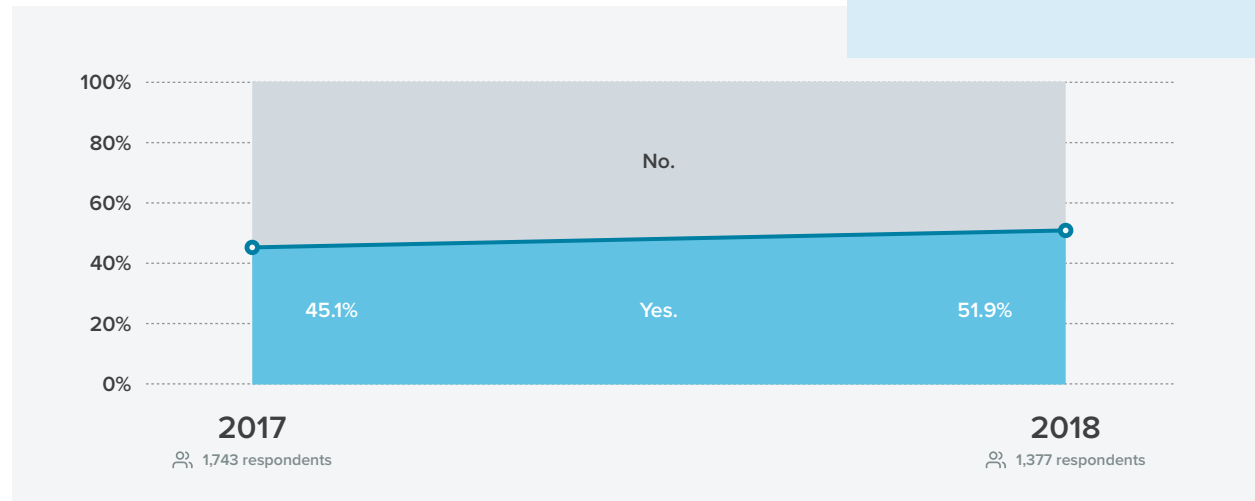 100%
80%
No.
60%
40%
45.1%
Yes.
51.9%
20%
0%
2017
2018
1,743 respondents
1,377 respondents